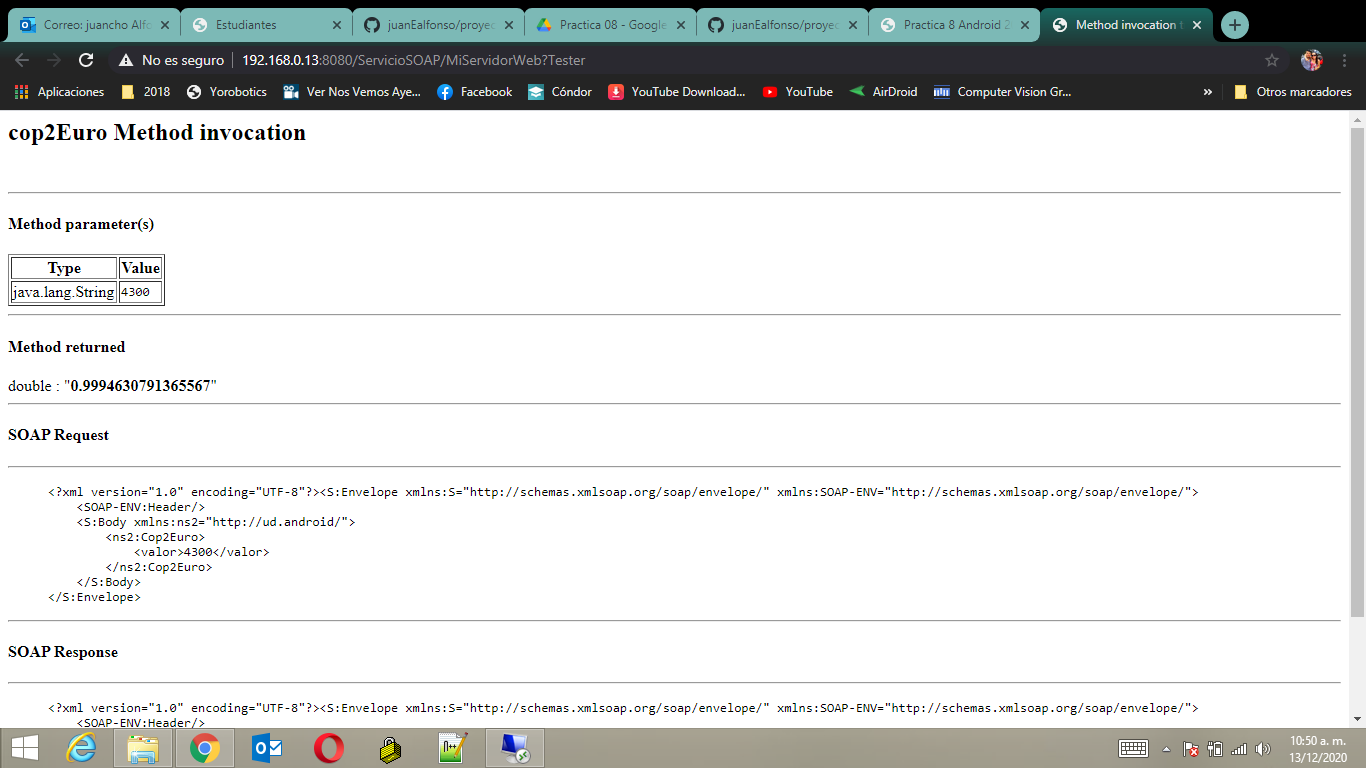 Correo: juancho Alfo
Estudiantes
juanEalfonso/proyec
Practica 08 - Google
juanEalfonso/proyec
Practica 8 Android 2
Method invocation t
No es seguro 192.168.0.13:8080/ServicioSOAP/MiServidorWeb?Tester
Aplicaciones 2018 Yorobotics Ver Nos Vemos Aye... Facebook Cóndor YouTube Download... YouTube AirDroid Computer Vision Gr... » Otros marcadores
cop2Euro Method invocation
Method parameter(s)
Type Value
java.lang.String 4300
Method returned
double : "0.9994630791365567"
SOAP Request
<?xml version="1.0" encoding="UTF-8"?><S:Envelope xmlns:S="http://schemas.xmlsoap.org/soap/envelope/" xmlns:SOAP-ENV="http://schemas.xmlsoap.org/soap/envelope/">
<SOAP-ENV:Header/>
<S:Body xmlns:ns2="http://ud.android/">
<ns2:Cop2Euro>
<valor>4300</valor>
</ns2:Cop2Euro>
</S:Body>
</S:Envelope>
SOAP Response
<?xml version="1.0" encoding="UTF-8"?><S:Envelope xmlns:S="http://schemas.xmlsoap.org/soap/envelope/" xmlns:SOAP-ENV="http://schemas.xmlsoap.org/soap/envelope/">
<SOAP-ENV:Header/>
10:50 a. m.
13/12/2020